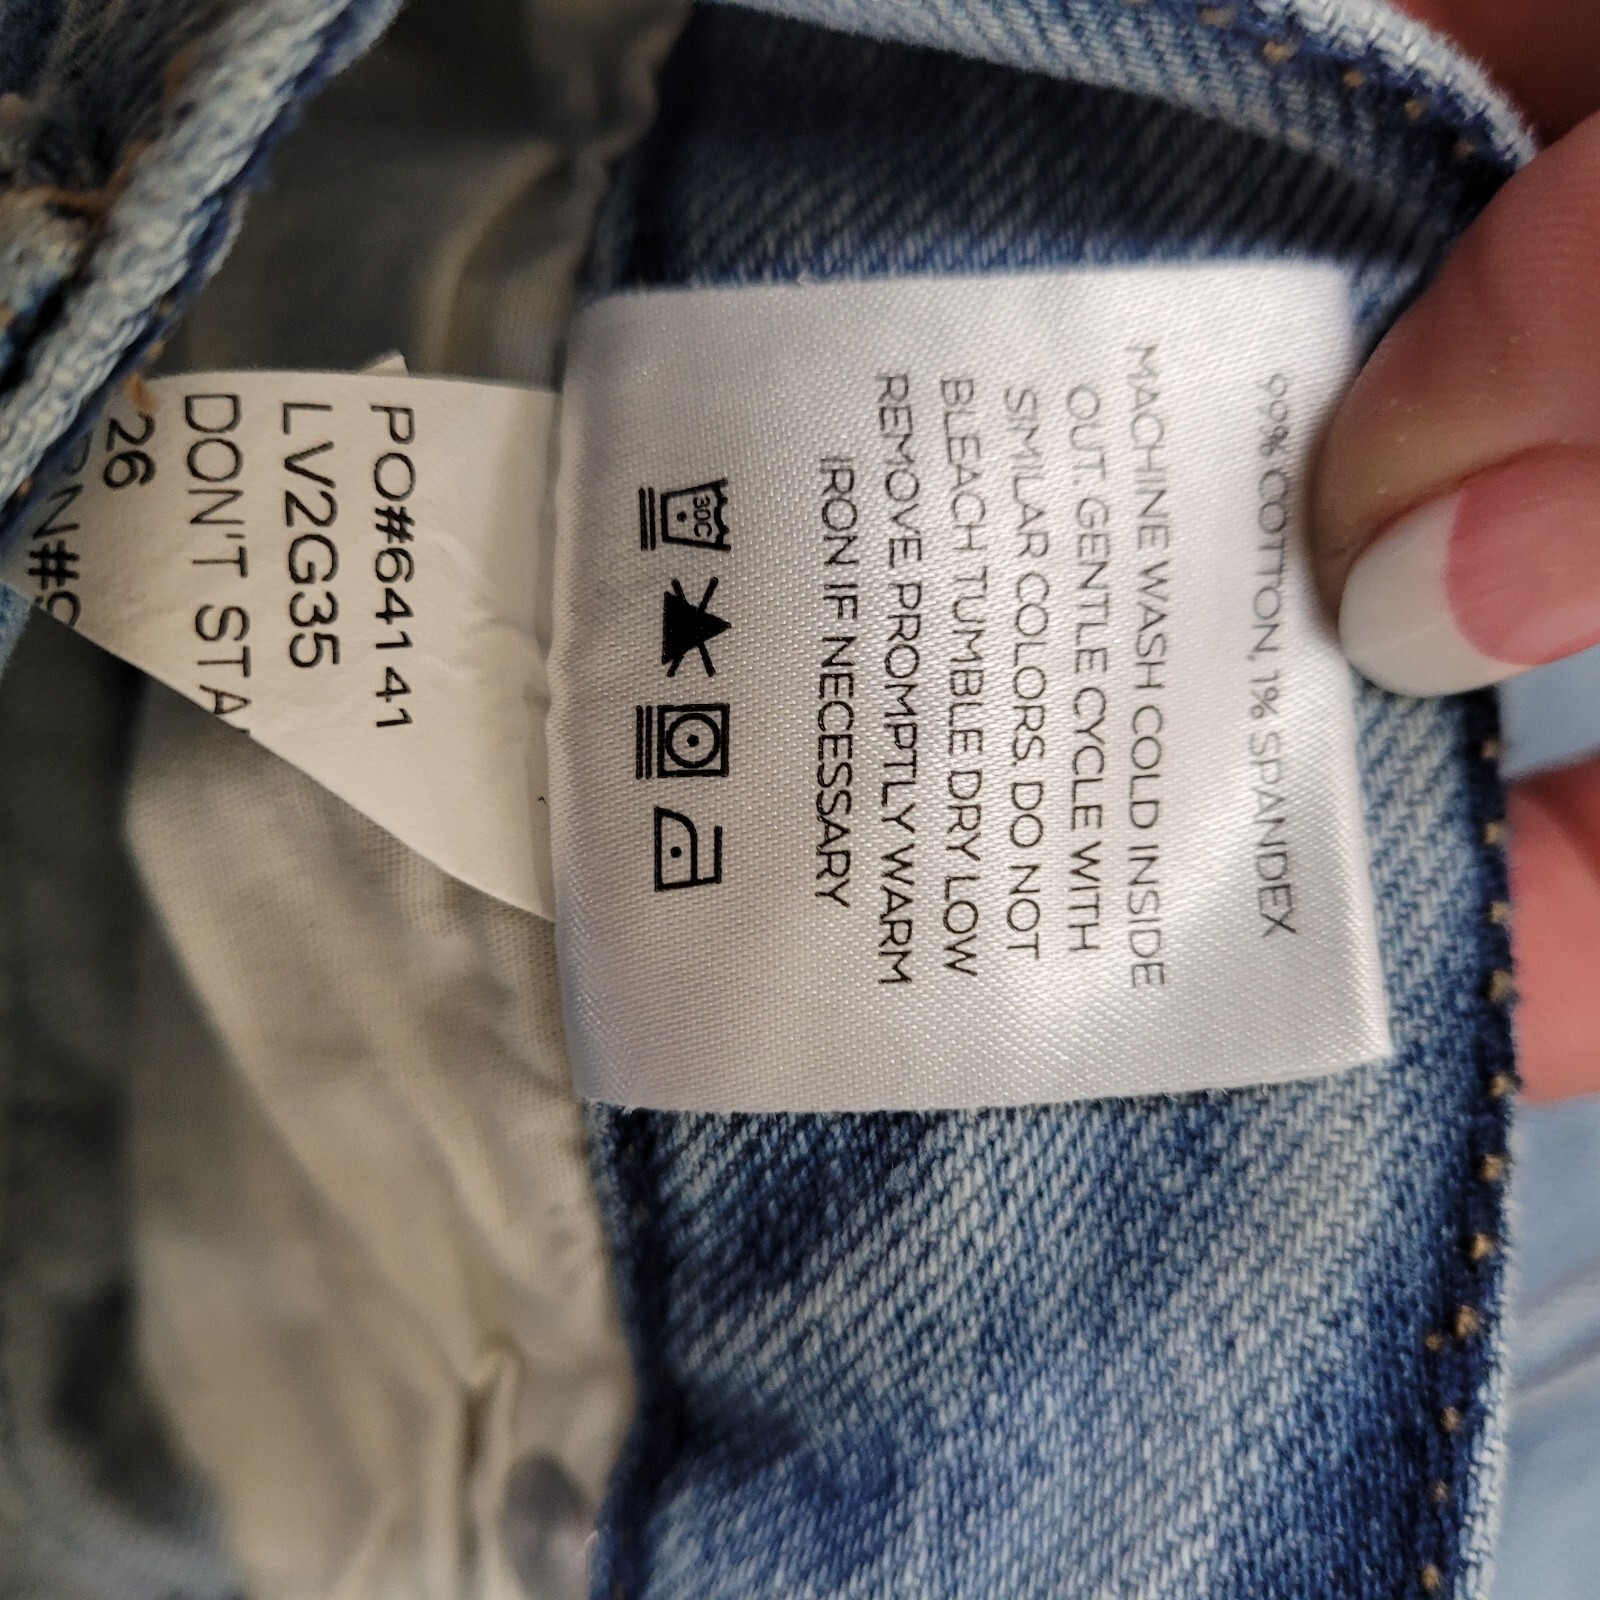 99% COTTON, 1% SPANDEX
MACHINE WASH COLD INSIDE
OUT. GENTLE CYCLE WITH
SIMILAR COLORS. DO NOT
BLEACH TUMBLE DRY LOW
REMOVE PROMPTLY WARM
IRON IF NECESSARY
30C
PO#64141
LV2G35
DON'T STA
26